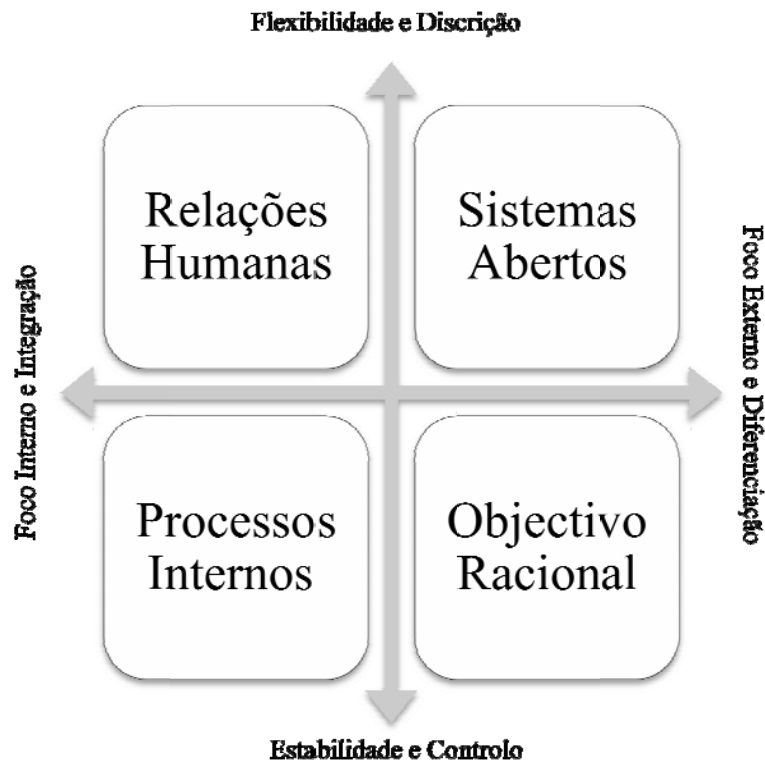 Flexibilidade e Discrição
Relações
Humanas
Sistemas
Abertos
Foco Interno e Integração
Foco Externo e Diferenciação
Processos
Internos
Objectivo
Racional
Estabilidade e Controlo